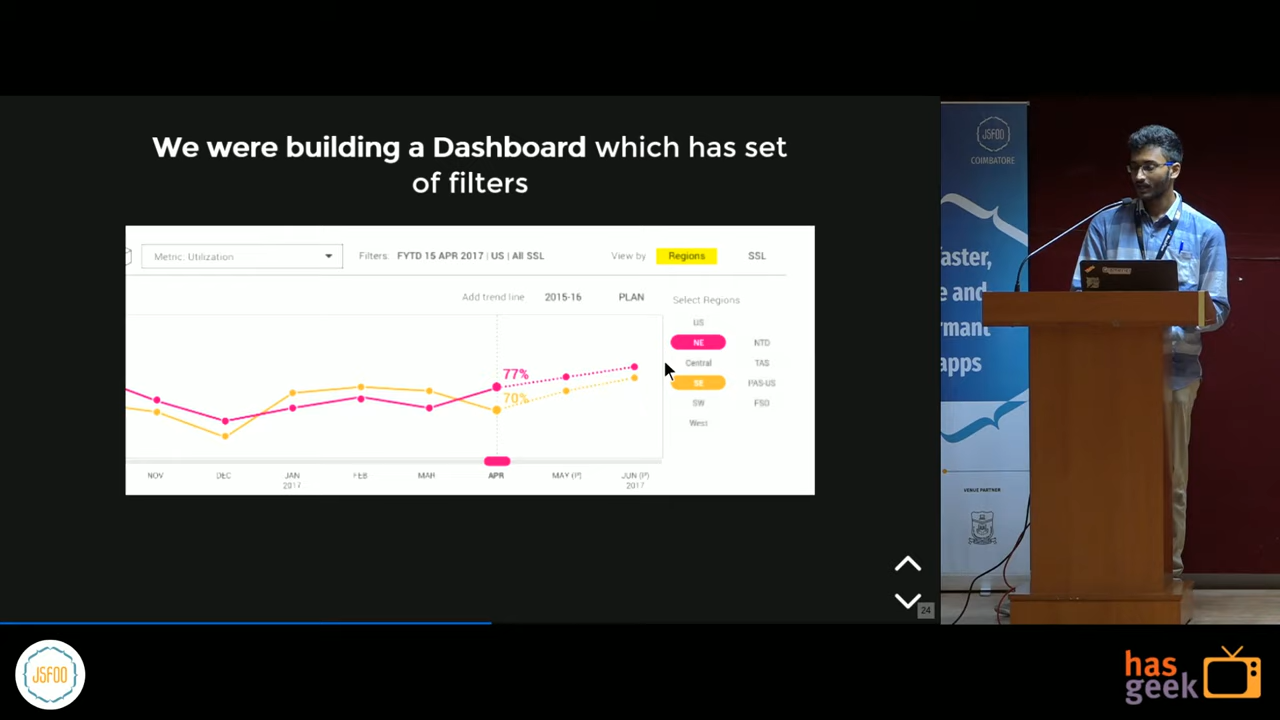 We were building a Dashboard which has set
of filters
Metric: Utilization
Filters: FYTD 15 APR 2017 | US | All SSL
View by Regions SSL
Add trend line 2015-16 PLAN
Select Regions
US
NE NTD
Central TAS
SE PAS-US
SW FSD
West
77%
70%
NOV DEC JAN FEB MAR APR MAY (P) JUN (P)
2017 2017
24
JSFOO
COIMBATORE
aster,
e and
rmant
apps
VENUE PARTNER
JSFOO
has
geek